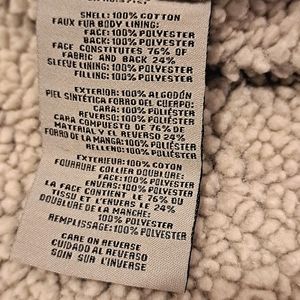 SHELL: 100% COTTON
FAUX FUR BODY LINING:
FACE: 100% POLYESTER
BACK: 100% POLYESTER
FACE CONSTITUTES 76% OF
FABRIC AND BACK 24%
SLEEVE LINING: 100% POLYESTER
FILLING: 100% POLYESTER
EXTERIOR: 100% ALGODÓN
PIEL SINTÉTICA FORRO DEL CUERPO:
CARA: 100% POLIÉSTER
REVERSO: 100% POLIÉSTER
CARA COMPUESTO DE 76% DE
MATERIAL Y EL REVERSO 24%
FORRO DE LA MANGA: 100% POLIÉSTER
RELLENO: 100% POLIÉSTER
EXTERIEUR: 100% COTON
FOURRURE COLLIER DOUBLURE:
FACE: 100% POLYESTER
ENVERS: 100% POLYESTER
LA FACE CONTIENT LE 76% DU
TISSU ET L'ENVERS LE 24%
DOUBLURE DE LA MANCHE:
100% POLYESTER
REMPLISSAGE: 100% POLYESTER
CARE ON REVERSE
CUIDADO AL REVERSO
SOIN SUR L'INVERSE